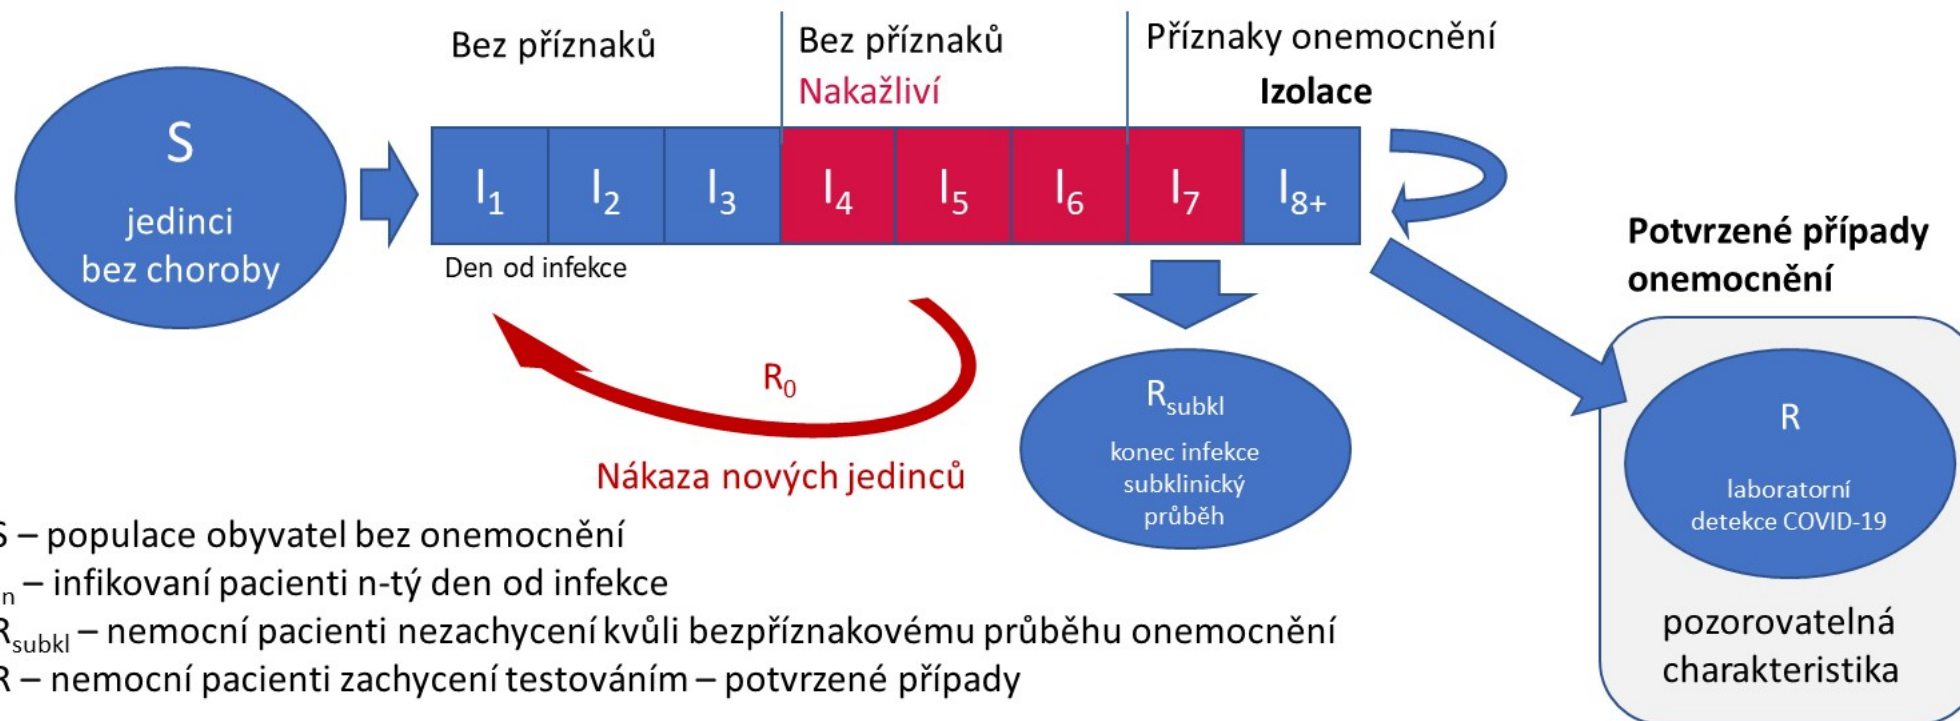 Bez příznaků
Bez příznaků
Nakažliví
Příznaky onemocnění
Izolace
S
jedinci
bez choroby
I1
I2
I3
I4
I5
I6
I7
I8+
Den od infekce
Potvrzené případy
onemocnění
R0
Nákaza nových jedinců
Rsubkl
konec infekce
subklinický
průběh
R
laboratorní
detekce COVID-19
pozorovatelná
charakteristika
S – populace obyvatel bez onemocnění
n – infikovaní pacienti n-tý den od infekce
Rsubkl – nemocní pacienti nezachycení kvůli bezpříznakovému průběhu onemocnění
R – nemocní pacienti zachycení testováním – potvrzené případy